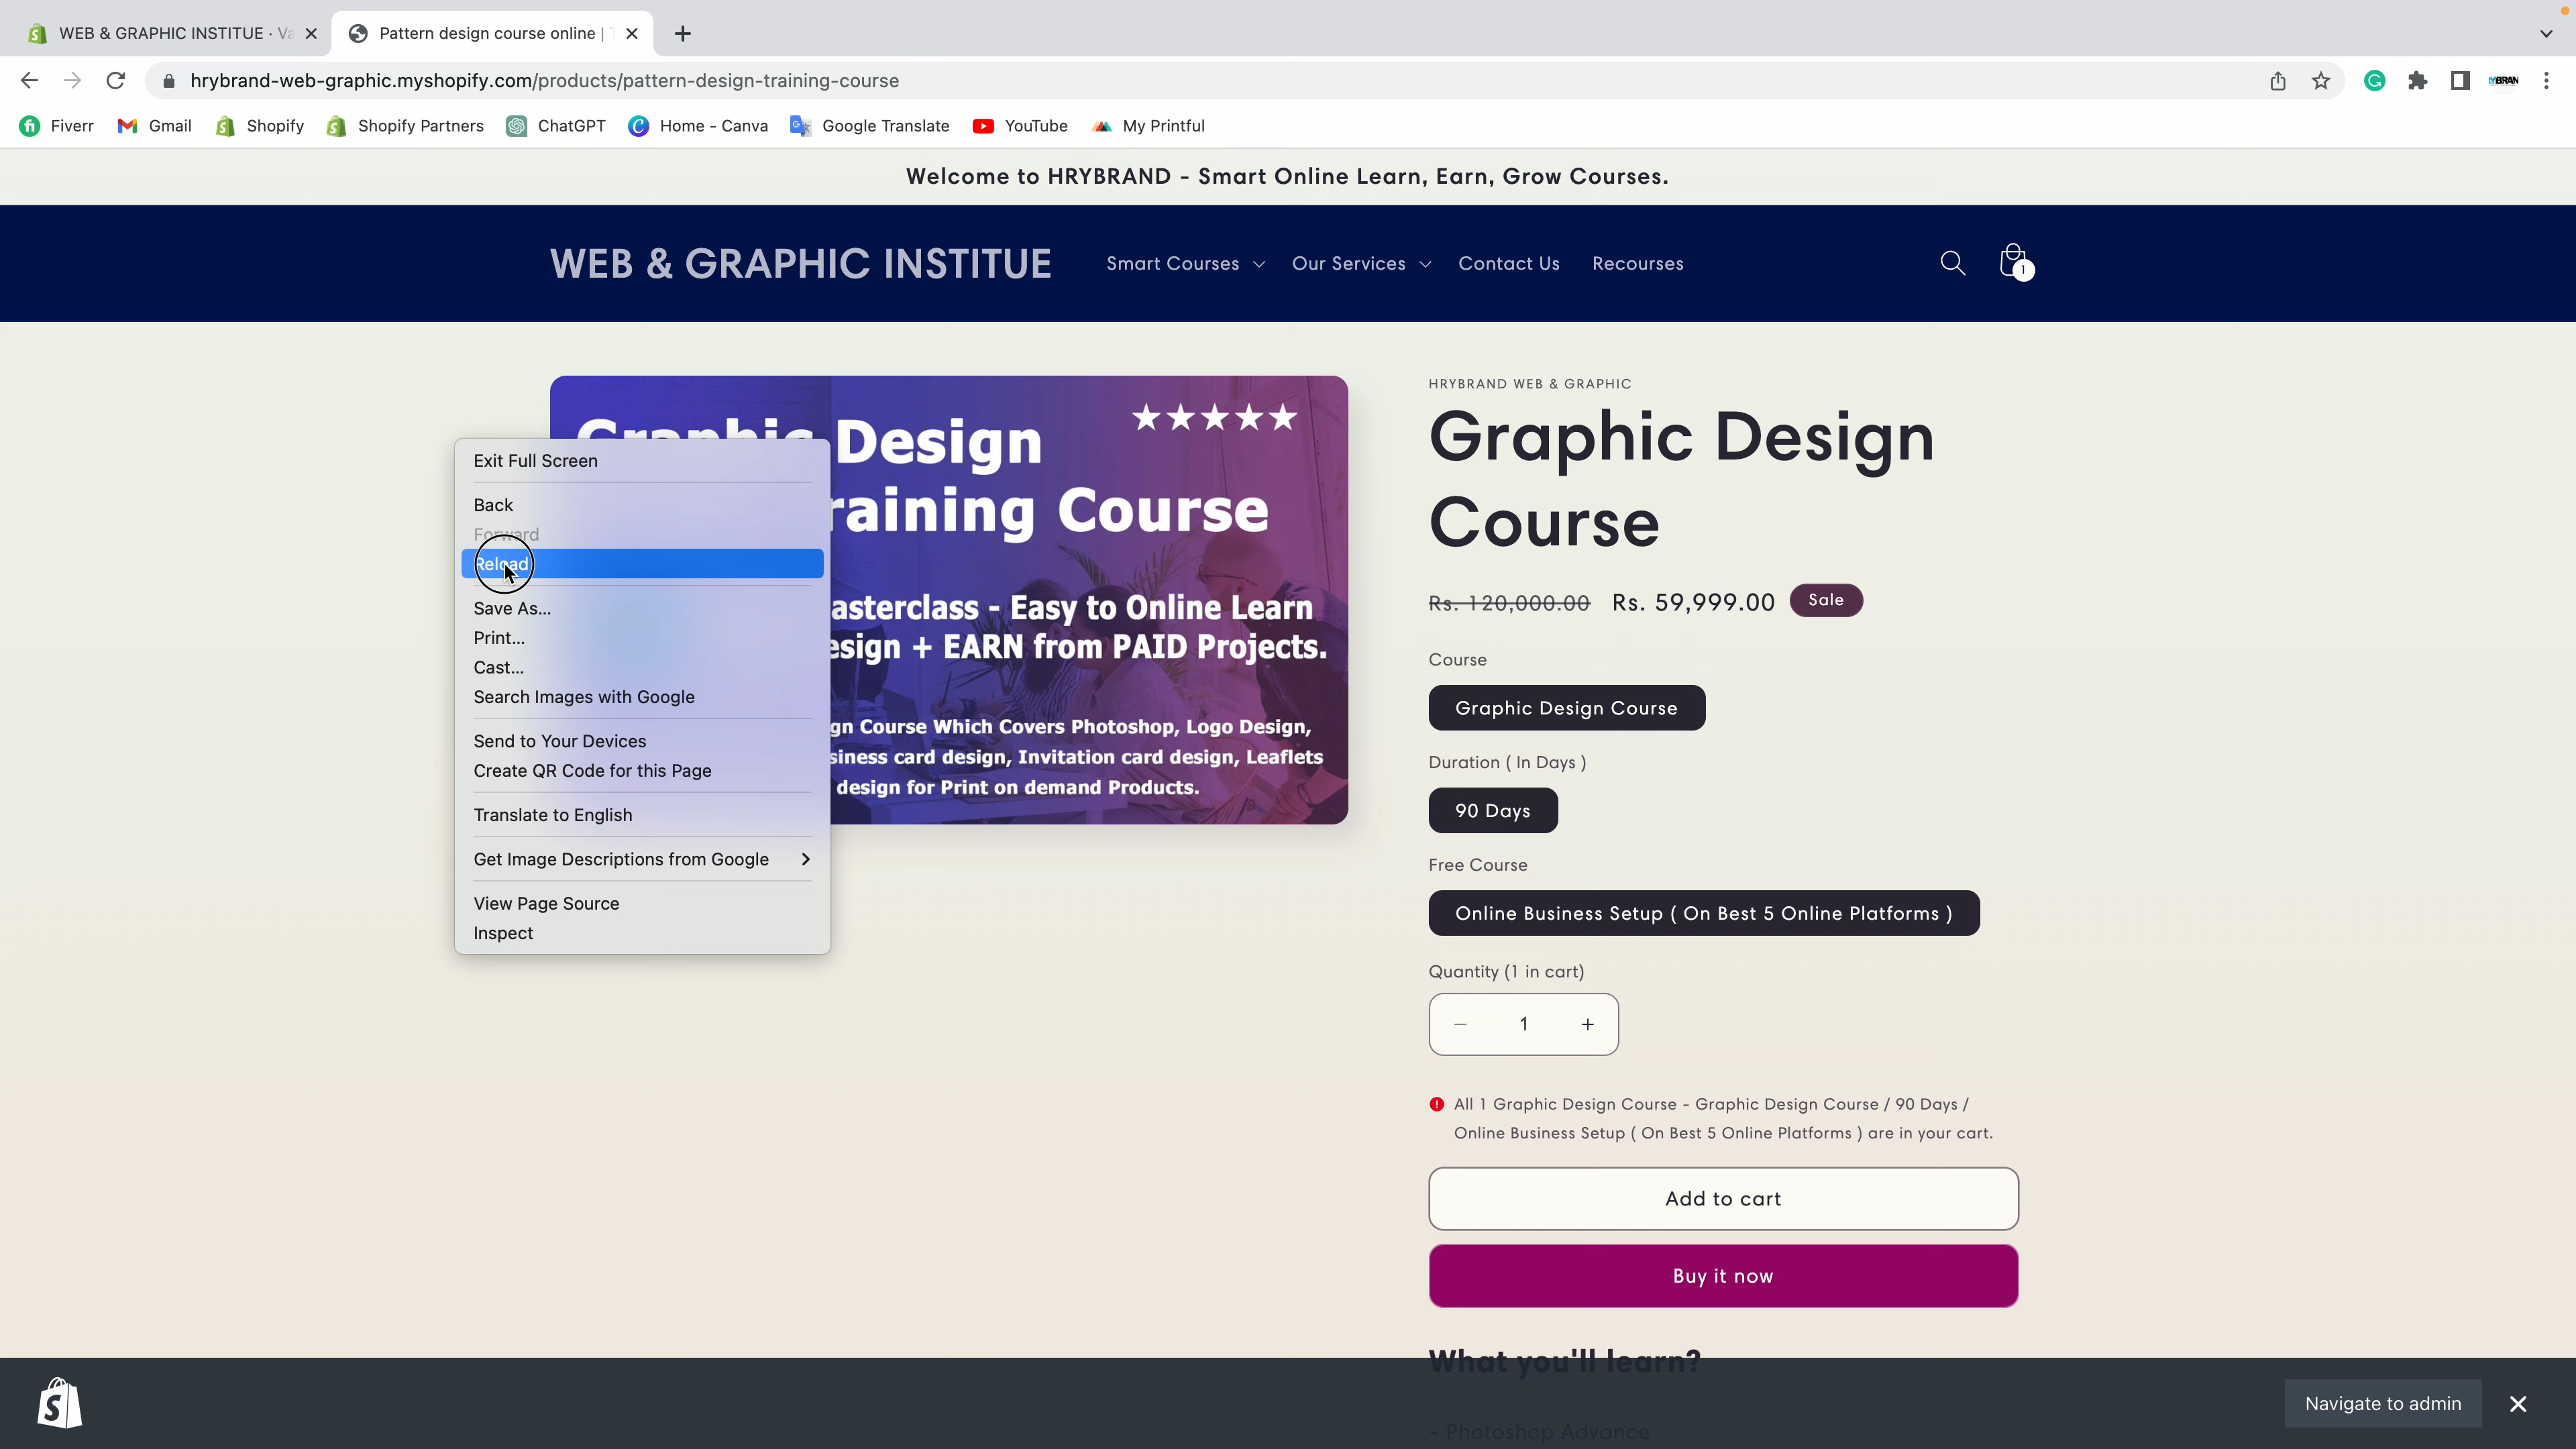 WEB & GRAPHIC INSTITUE · Va
Pattern design course online | T
hrybrand-web-graphic.myshopify.com/products/pattern-design-training-course
Fiverr
Gmail
Shopify
Shopify Partners
ChatGPT
Home - Canva
Google Translate
YouTube
My Printful
Welcome to HRYBRAND - Smart Online Learn, Earn, Grow Courses.
WEB & GRAPHIC INSTITUE
Smart Courses
Our Services
Contact Us
Recourses
1
Graphic Design
raining Course
asterclass - Easy to Online Learn
esign + EARN from PAID Projects.
gn Course Which Covers Photoshop, Logo Design,
siness card design, Invitation card design, Leaflets
design for Print on demand Products.
Exit Full Screen
Back
Forward
Reload
Save As...
Print...
Cast...
Search Images with Google
Send to Your Devices
Create QR Code for this Page
Translate to English
Get Image Descriptions from Google
View Page Source
Inspect
HRYBRAND WEB & GRAPHIC
Graphic Design
Course
Rs. 120,000.00 Rs. 59,999.00 Sale
Course
Graphic Design Course
Duration ( In Days )
90 Days
Free Course
Online Business Setup ( On Best 5 Online Platforms )
Quantity (1 in cart)
1
All 1 Graphic Design Course - Graphic Design Course / 90 Days /
Online Business Setup ( On Best 5 Online Platforms ) are in your cart.
Add to cart
Buy it now
What you'll learn?
- Photoshop Advance
Navigate to admin